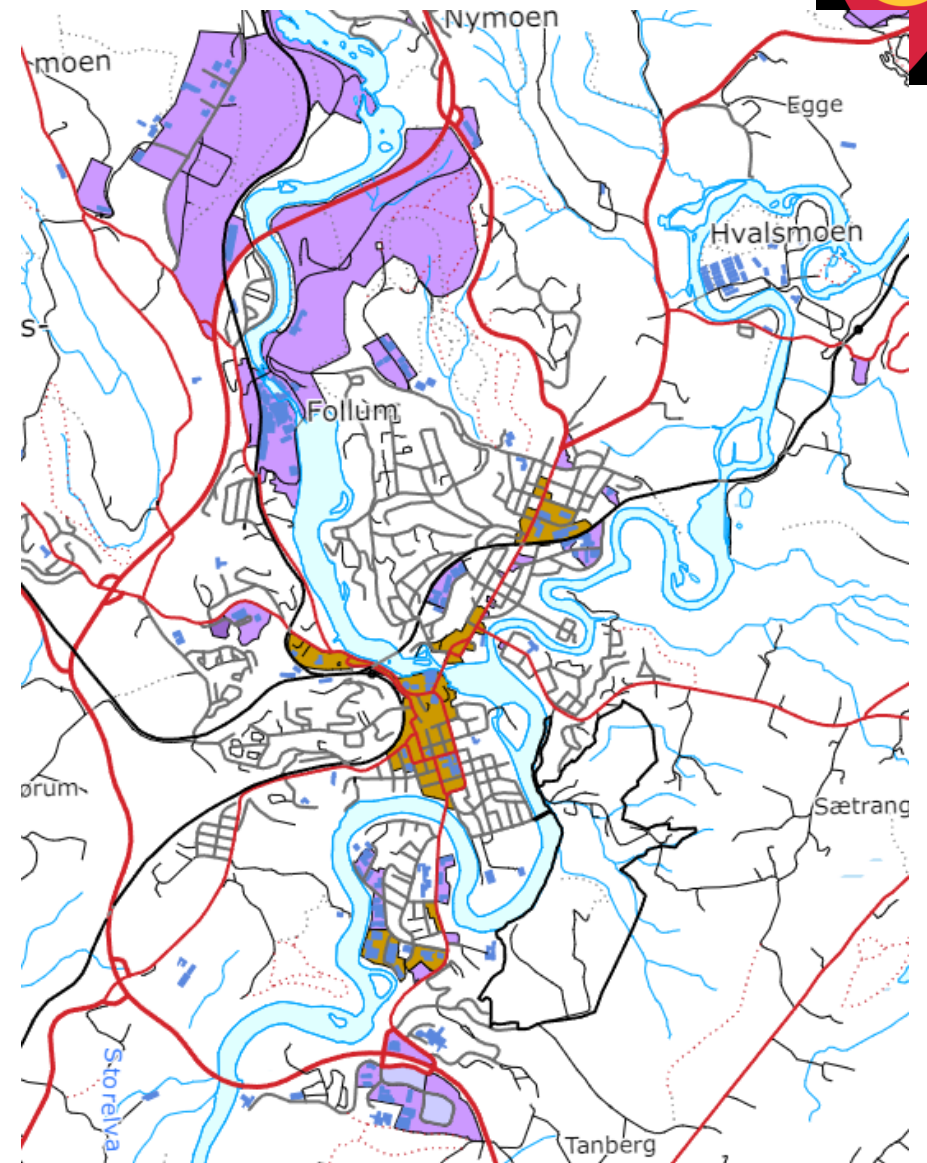 Nymoen
moen
Egge
Hvalsmoen
s-
Follum
ørum
Sætrang
Storelva
Tanberg